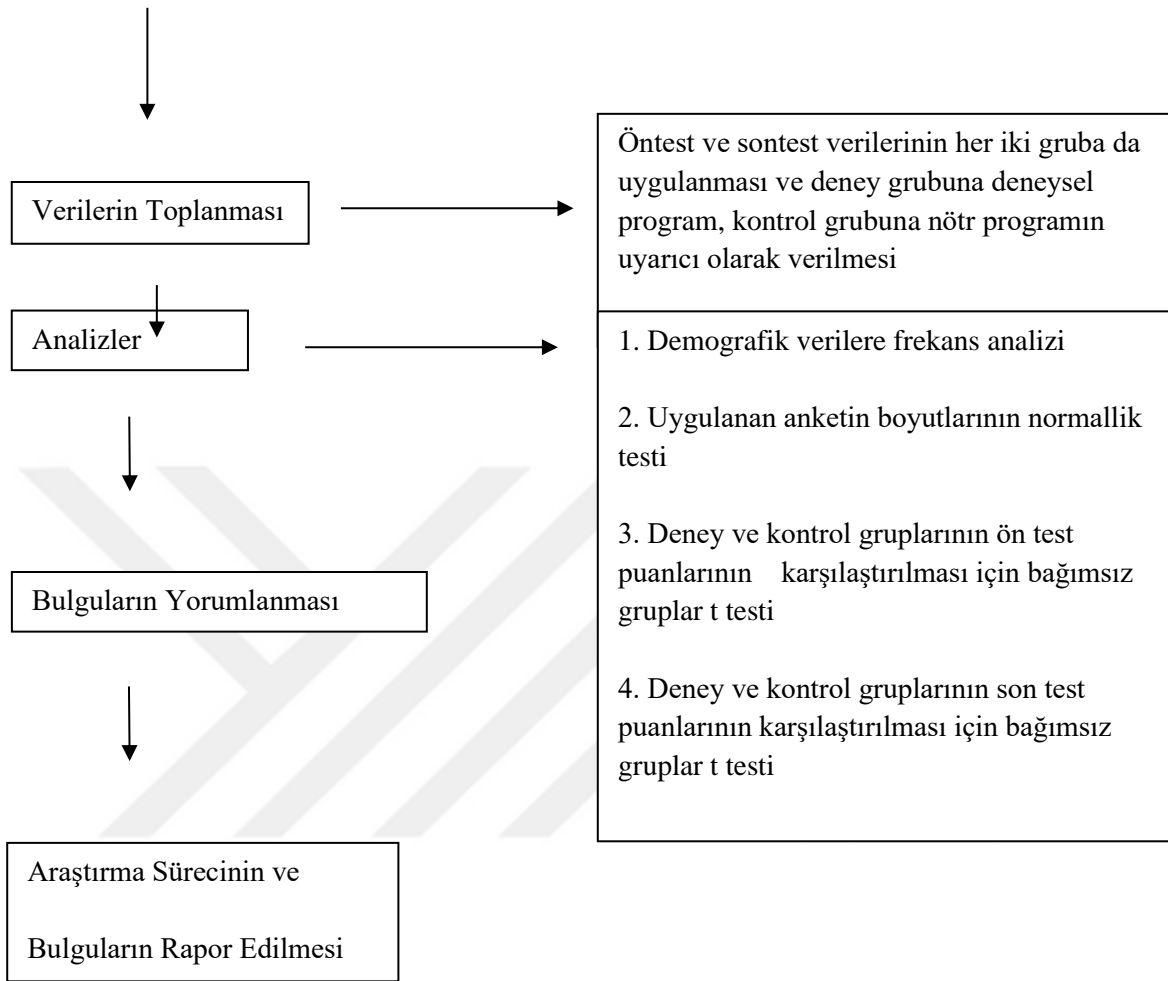 Verilerin Toplanması
Öntest ve sontest verilerinin her iki gruba da
uygulanması ve deney grubuna deneysel
program, kontrol grubuna nötr programın
uyarıcı olarak verilmesi
Analizler
1. Demografik verilere frekans analizi
2. Uygulanan anketin boyutlarının normallik
testi
3. Deney ve kontrol gruplarının ön test
puanlarının karşılaştırılması için bağımsız
gruplar t testi
4. Deney ve kontrol gruplarının son test
puanlarının karşılaştırılması için bağımsız
gruplar t testi
Bulguların Yorumlanması
Araştırma Sürecinin ve
Bulguların Rapor Edilmesi